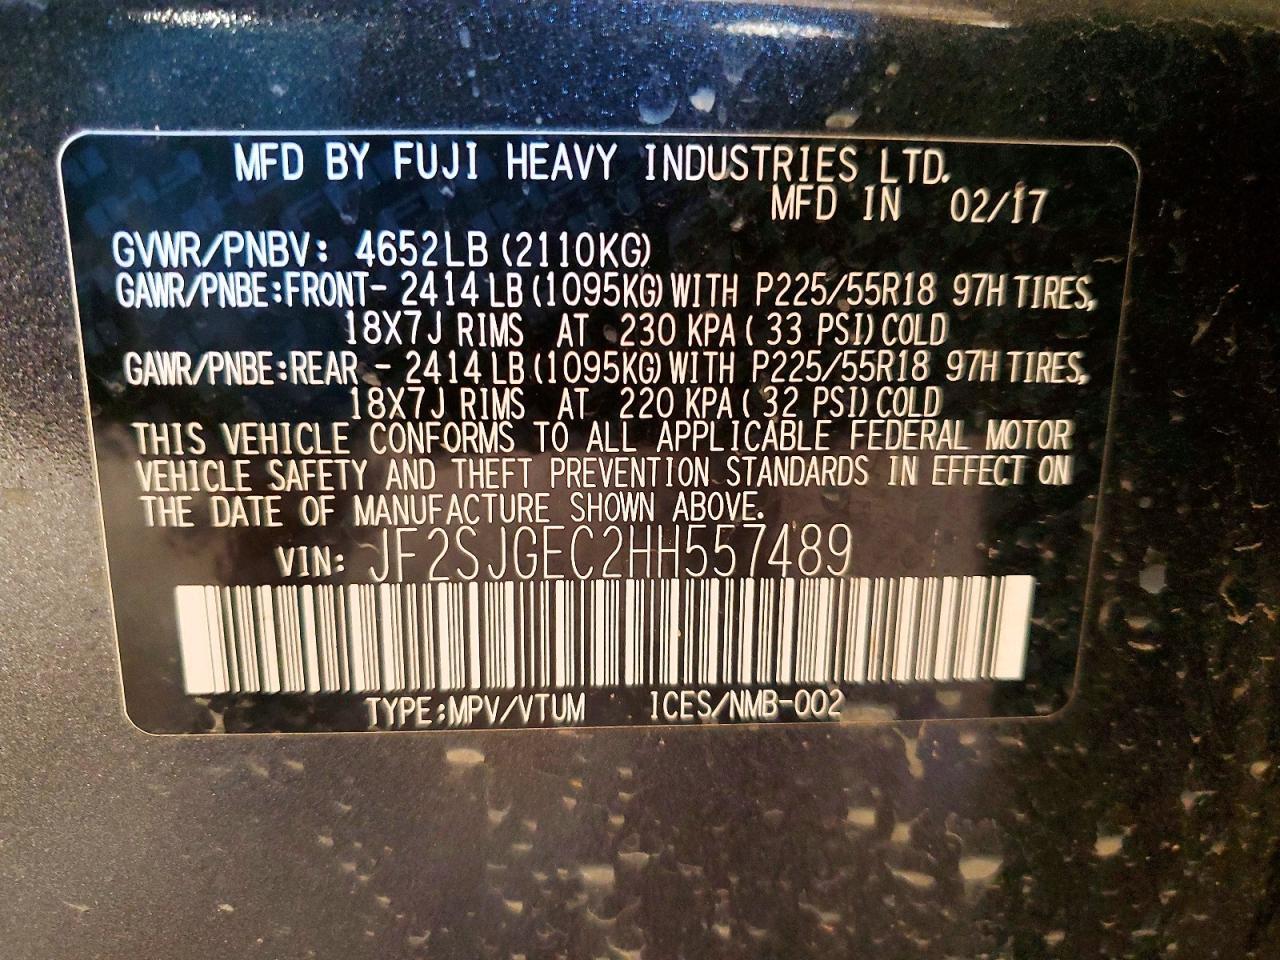 MFD BY FUJI HEAVY INDUSTRIES LTD.
MFD IN 02/17
GVWR/PNBV: 4652LB (2110KG)
GAWR/PNBE:FRONT- 2414 LB (1095KG) WITH P225/55R18 97H TIRES,
18X7J RIMS AT 230 KPA ( 33 PSI) COLD
GAWR/PNBE:REAR - 2414 LB (1095KG) WITH P225/55R18 97H TIRES,
18X7J RIMS AT 220 KPA ( 32 PSI) COLD
THIS VEHICLE CONFORMS TO ALL APPLICABLE FEDERAL MOTOR
VEHICLE SAFETY AND THEFT PREVENTION STANDARDS IN EFFECT ON
THE DATE OF MANUFACTURE SHOWN ABOVE.
VIN: JF2SJGEC2HH557489
TYPE:MPV/VTUM ICES/NMB-002